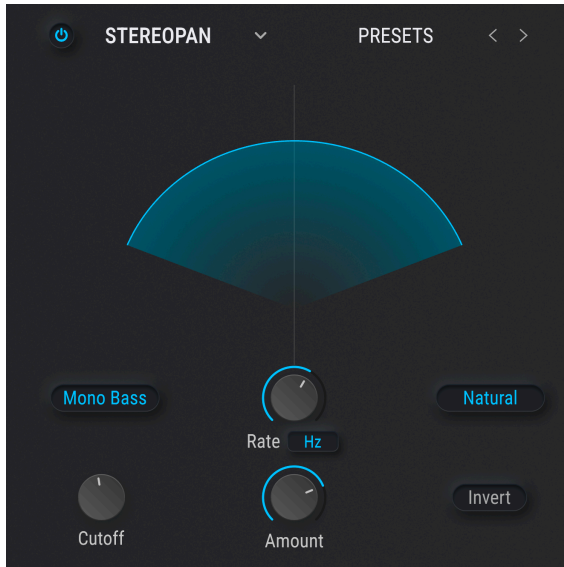 STEREOPAN PRESETS
Mono Bass
Natural
Rate Hz
Cutoff
Amount
Invert